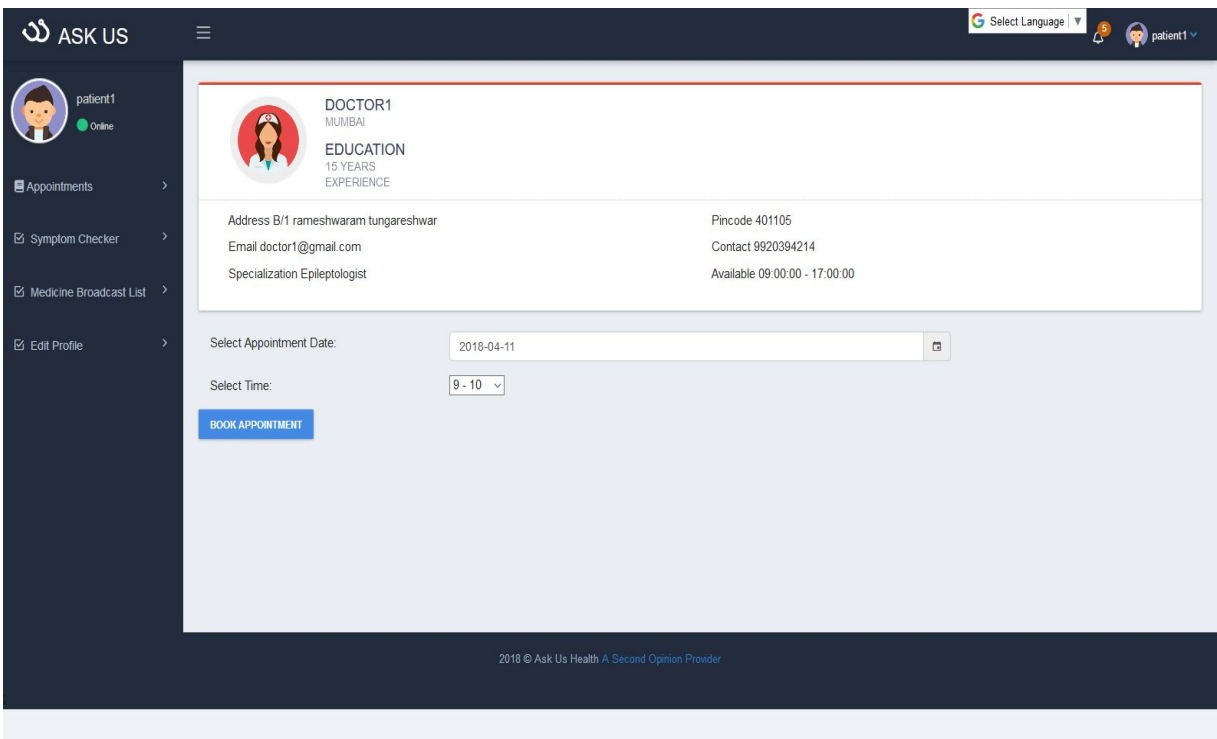 ASK US
Select Language ▼
5
patient1
patient1
Online
Appointments
Symptom Checker
Medicine Broadcast List
Edit Profile
DOCTOR1
MUMBAI
EDUCATION
15 YEARS
EXPERIENCE
Address B/1 rameshwaram tungareshwar
Pincode 401105
Email doctor1@gmail.com
Contact 9920394214
Specialization Epileptologist
Available 09:00:00 - 17:00:00
Select Appointment Date:
2018-04-11
Select Time:
9 - 10
BOOK APPOINTMENT
2018 © Ask Us Health A Second Opinion Provider